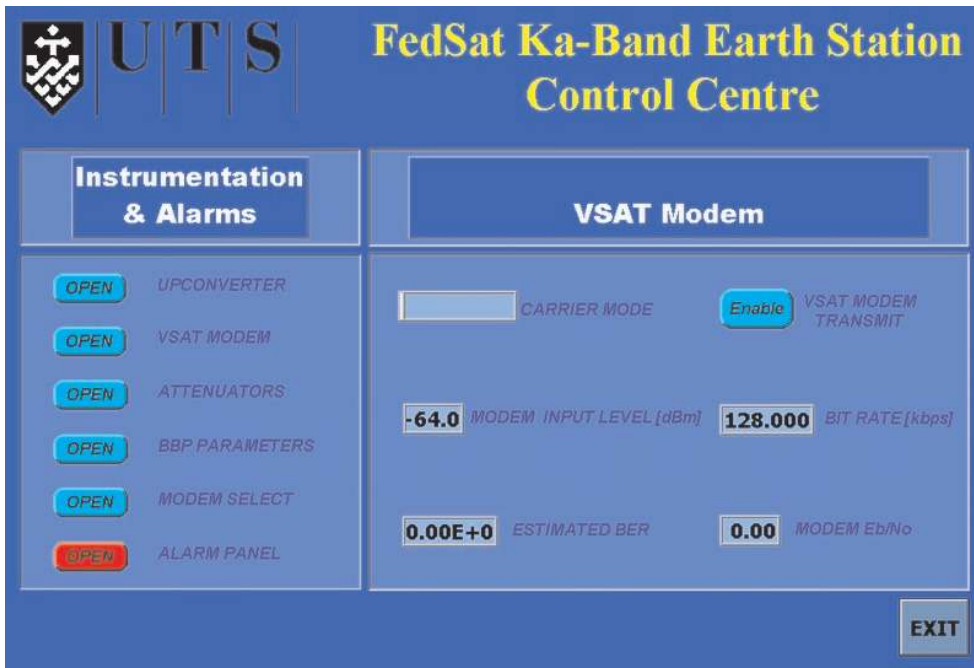 UTS
FedSat Ka-Band Earth Station
Control Centre
Instrumentation
& Alarms
OPEN UPCONVERTER
OPEN VSAT MODEM
OPEN ATTENUATORS
OPEN BBP PARAMETERS
OPEN MODEM SELECT
OPEN ALARM PANEL
VSAT Modem
CARRIER MODE
Enable VSAT MODEM
TRANSMIT
-64.0 MODEM INPUT LEVEL [dBm]
128.000 BIT RATE [kbps]
0.00E+0 ESTIMATED BER
0.00 MODEM Eb/No
EXIT